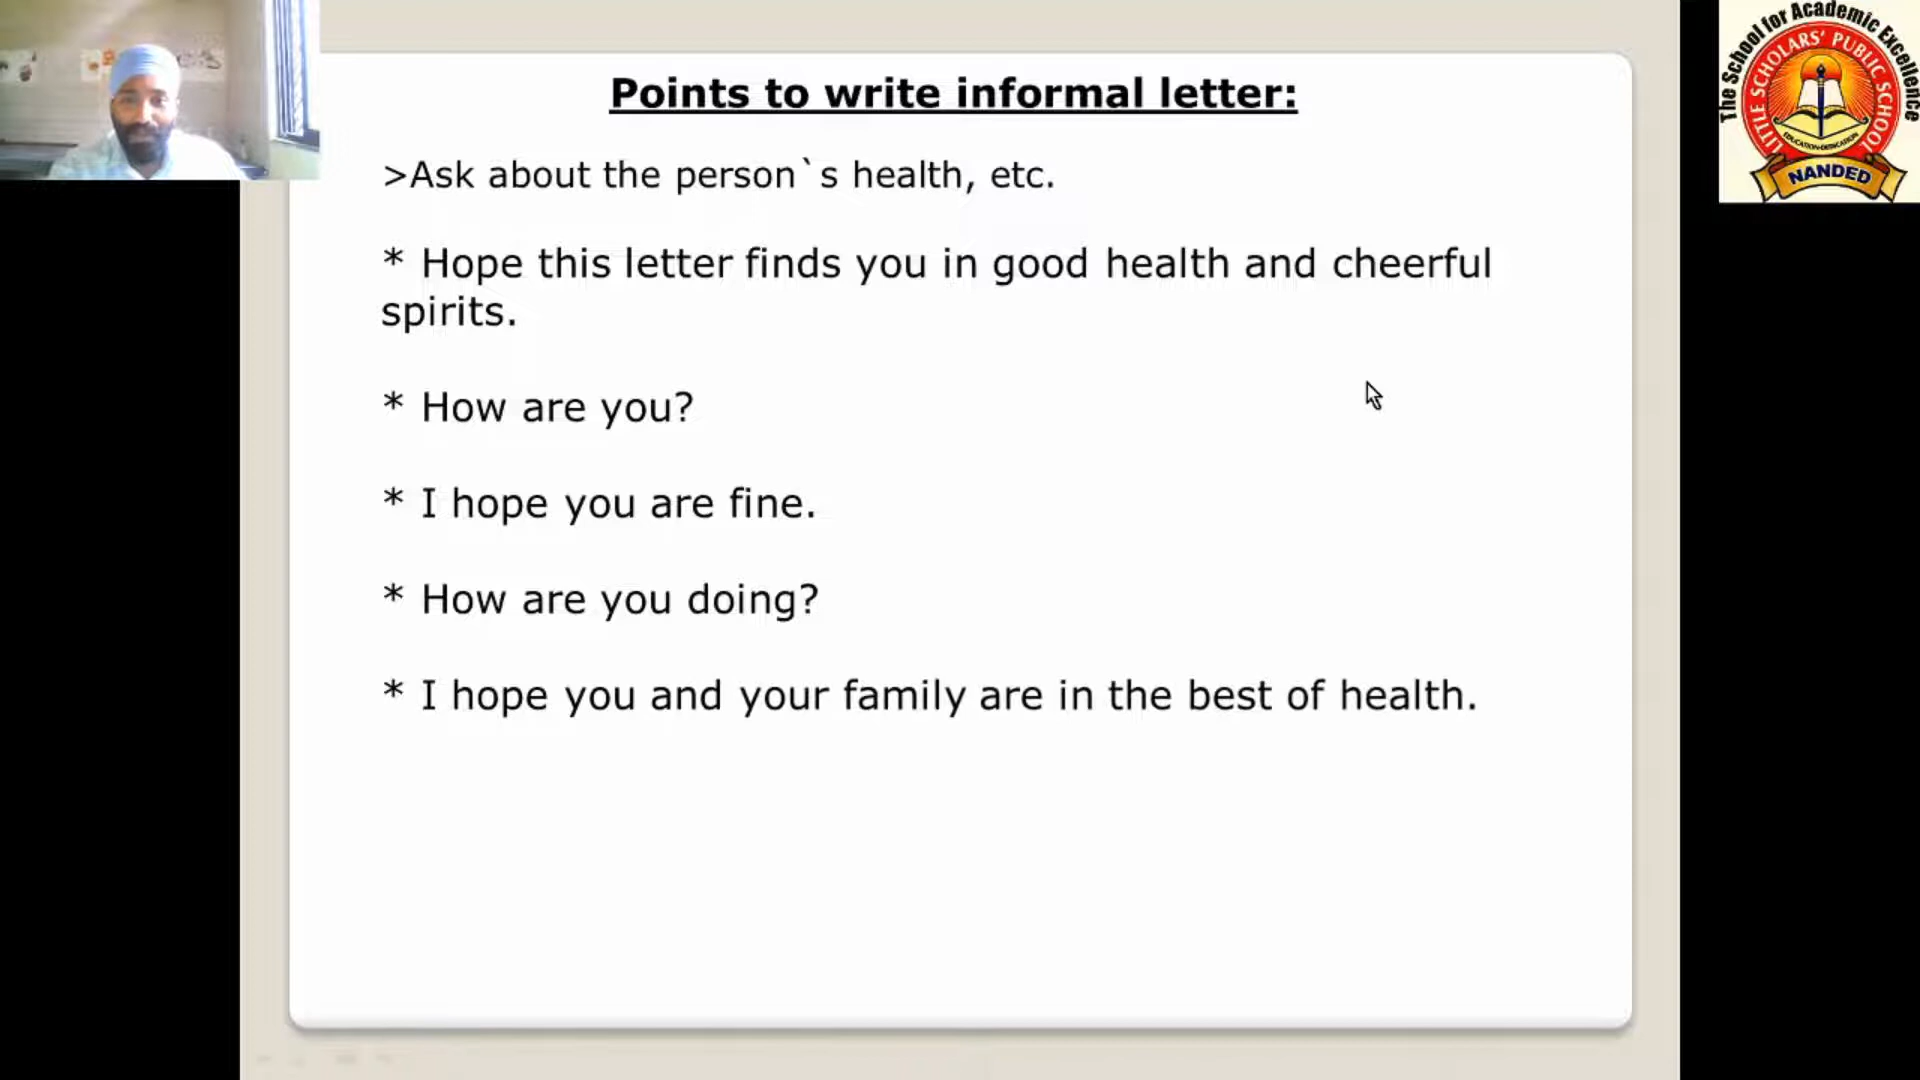 Points to write informal letter:
>Ask about the person`s health, etc.
* Hope this letter finds you in good health and cheerful
spirits.
* How are you?
* I hope you are fine.
* How are you doing?
* I hope you and your family are in the best of health.
The School for Academic Excellence
LITTLE SCHOLARS' PUBLIC SCHOOL
EDUCATION-DEDICATION
NANDED